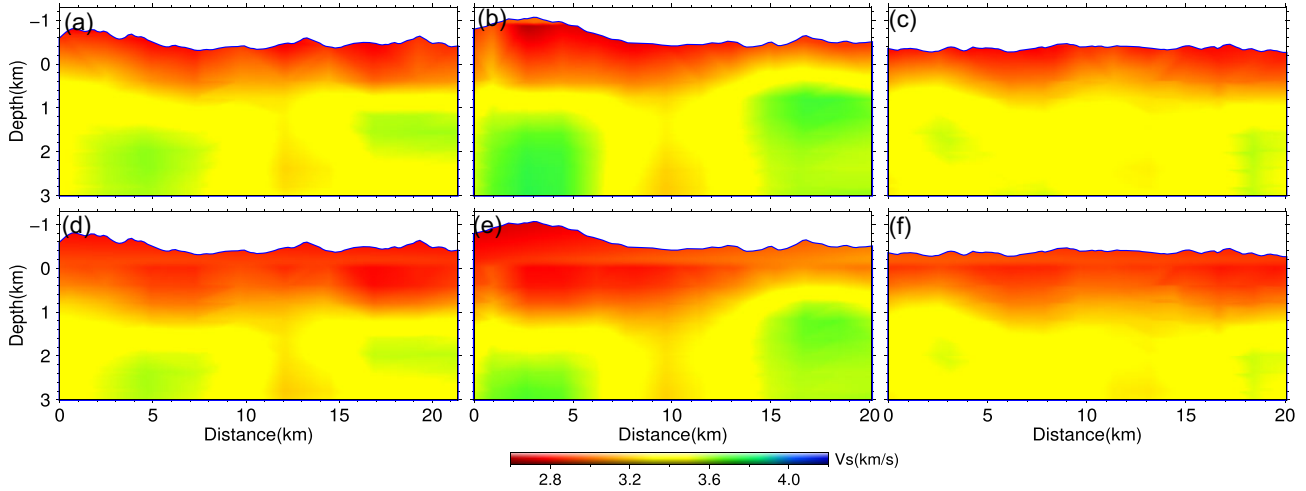 (a) (b) (c)
Depth(km)
−1
0
1
2
3
(d) (e) (f)
Depth(km)
−1
0
1
2
3
0 5 10 15 20 0 5 10 15 20 0 5 10 15 20
Distance(km) Distance(km) Distance(km)
Vs(km/s)
2.8 3.2 3.6 4.0